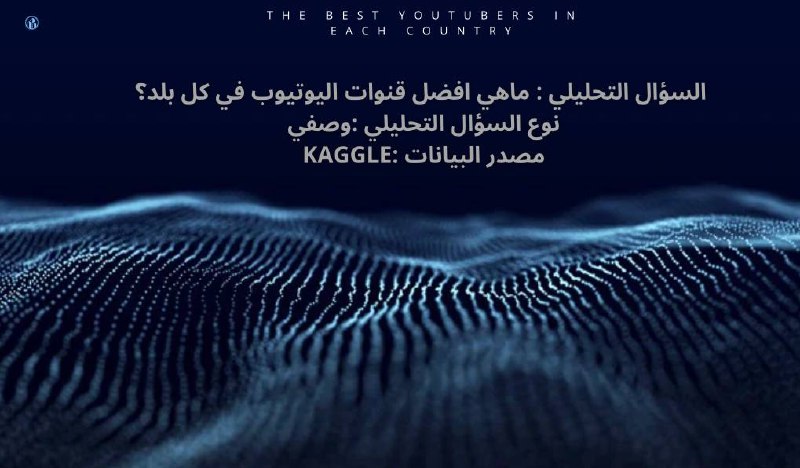 THE BEST YOUTUBERS IN
EACH COUNTRY
السؤال التحليلي : ماهي افضل قنوات اليوتيوب في كل بلد؟
نوع السؤال التحليلي :وصفي
مصدر البيانات :KAGGLE